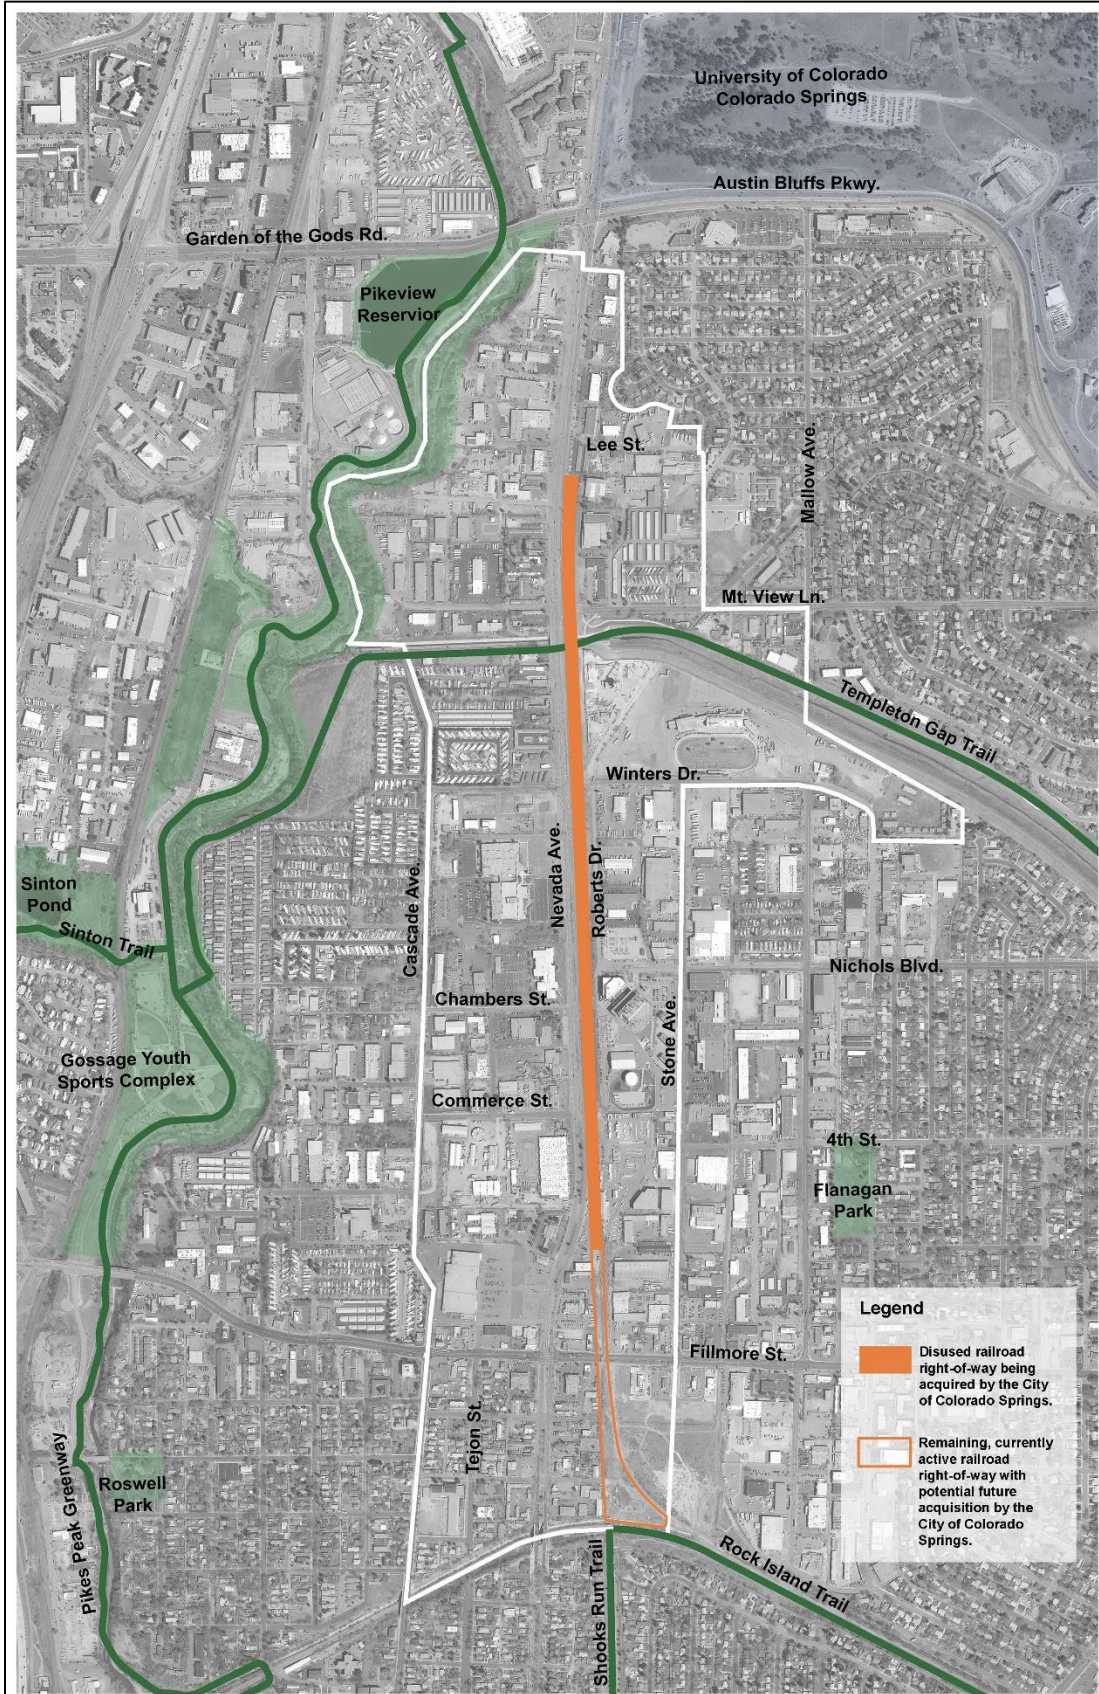 University of Colorado
Colorado Springs
Austin Bluffs Pkwy.
Garden of the Gods Rd.
Pikeview
Reservior
Lee St.
Mallow Ave.
Mt. View Ln.
Templeton Gap Trail
Winters Dr.
Nevada Ave.
Roberts Dr.
Cascade Ave.
Sinton
Pond
Sinton Trail
Nichols Blvd.
Chambers St.
Stone Ave.
Gossage Youth
Sports Complex
Commerce St.
4th St.
Flanagan
Park
Fillmore St.
Tejon St.
Pikes Peak Greenway
Roswell
Park
Shooks Run Trail
Rock Island Trail
Legend
Disused railroad
right-of-way being
acquired by the City
of Colorado Springs.
Remaining, currently
active railroad
right-of-way with
potential future
acquisition by the
City of Colorado
Springs.